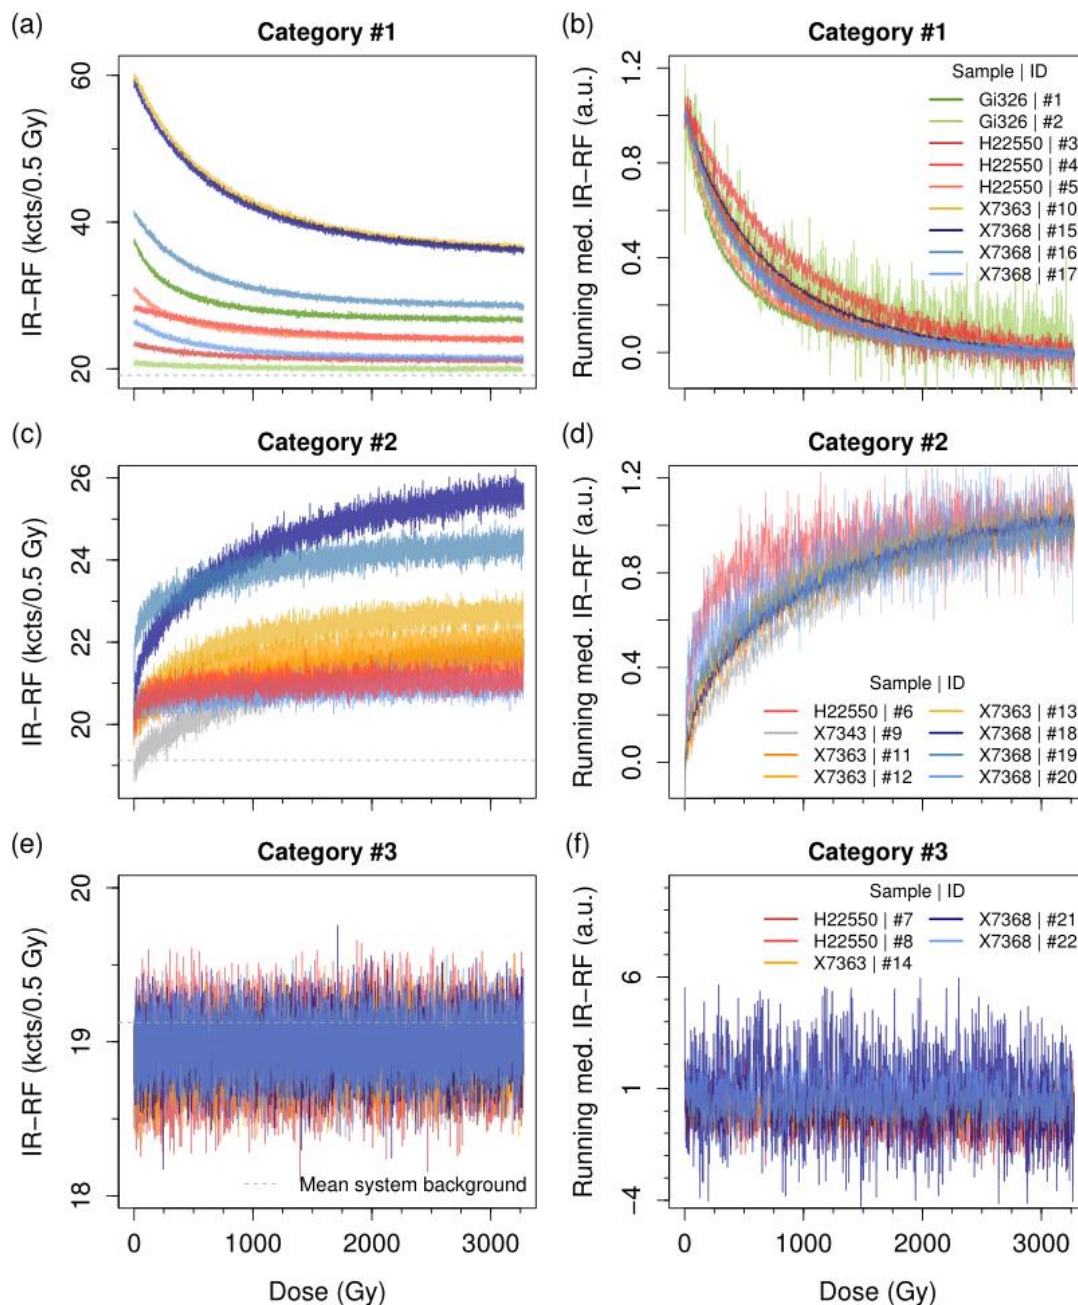 (a)
Category #1
IR−RF (kcts/0.5 Gy)
60
40
20
0
1000
2000
3000
(b)
Category #1
Running med. IR−RF (a.u.)
1.2
0.8
0.4
0.0
Sample | ID
Gi326 | #1
Gi326 | #2
H22550 | #3
H22550 | #4
H22550 | #5
X7363 | #10
X7368 | #15
X7368 | #16
X7368 | #17
(c)
Category #2
IR−RF (kcts/0.5 Gy)
26
24
22
20
(d)
Category #2
Running med. IR−RF (a.u.)
1.2
0.8
0.4
0.0
Sample | ID
H22550 | #6
X7343 | #9
X7363 | #11
X7363 | #12
X7363 | #13
X7368 | #18
X7368 | #19
X7368 | #20
(e)
Category #3
IR−RF (kcts/0.5 Gy)
20
19
18
Mean system background
0
1000
2000
3000
Dose (Gy)
(f)
Category #3
Running med. IR−RF (a.u.)
6
1
−4
Sample | ID
H22550 | #7
H22550 | #8
X7363 | #14
X7368 | #21
X7368 | #22
0
1000
2000
3000
Dose (Gy)